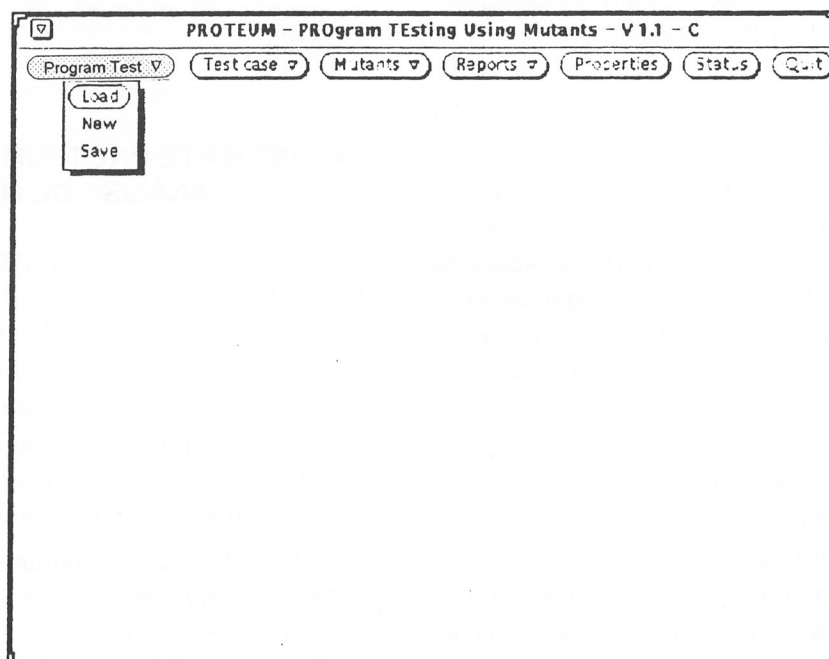 PROTEUM – PROgram TEsting Using Mutants – V 1.1 – C
Program Test Test case Mutants Reports Properties Status Quit
Load
New
Save